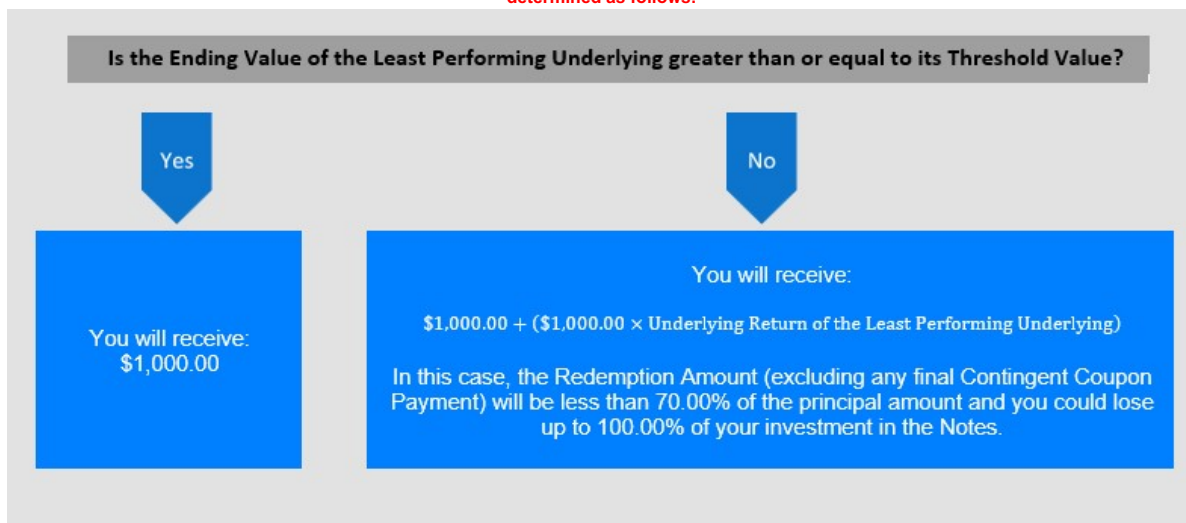 determined as follows:
Is the Ending Value of the Least Performing Underlying greater than or equal to its Threshold Value?
Yes
No
You will receive:
$1,000.00
You will receive:
$1,000.00 + ($1,000.00 × Underlying Return of the Least Performing Underlying)
In this case, the Redemption Amount (excluding any final Contingent Coupon
Payment) will be less than 70.00% of the principal amount and you could lose
up to 100.00% of your investment in the Notes.